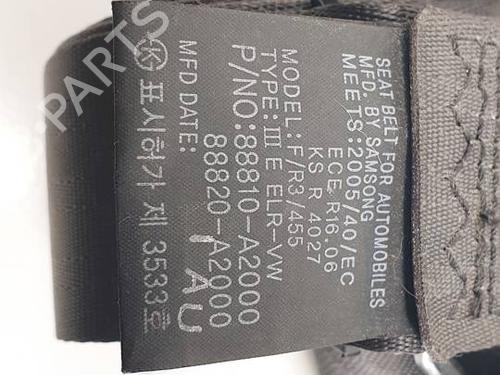 SEAT BELT FOR AUTOMOBILES
MFD. BY SAMSONG
MEETS:2005/40/EC
ECE R16.06
KS R 4027
MODEL:F/R3/455
TYPE:Ⅲ E ELR-VW
P/NO:88810-A2000
88820-A2000
MFD DATE: 1 AU
㉿ 표시허가 제 3533호
PARTS